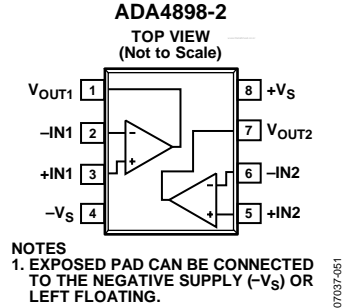 ADA4898-2
TOP VIEW
(Not to Scale)
VOUT1 1
8 +VS
–IN1 2
7 VOUT2
+IN1 3
6 –IN2
–VS 4
5 +IN2
NOTES
1. EXPOSED PAD CAN BE CONNECTED
TO THE NEGATIVE SUPPLY (–VS) OR
LEFT FLOATING.
07037-051